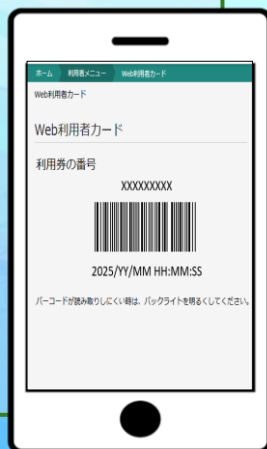 ホーム 利用者メニュー Web利用者カード
Web利用者カード
Web利用者カード
利用券の番号
XXXXXXXXX
2025/YY/MM HH:MM:SS
バーコードが読み取りしにくい時は、バックライトを明るくしてください。